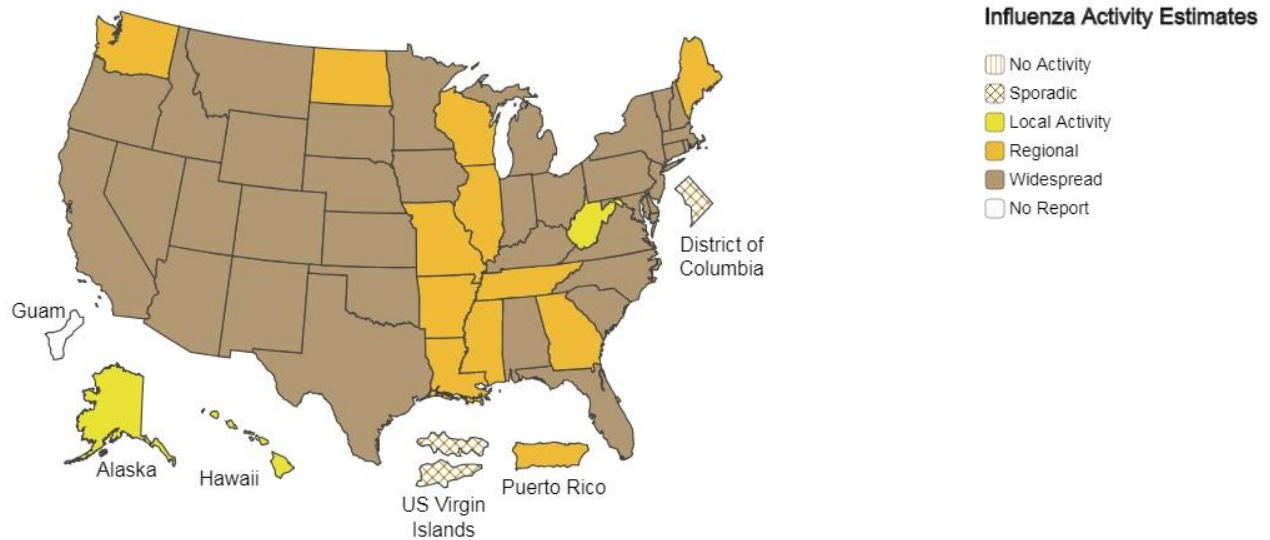 Influenza Activity Estimates
No Activity
Sporadic
Local Activity
Regional
Widespread
No Report
District of
Columbia
Guam
Alaska
Hawaii
US Virgin
Islands
Puerto Rico